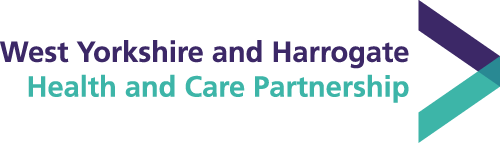 West Yorkshire and Harrogate
Health and Care Partnership